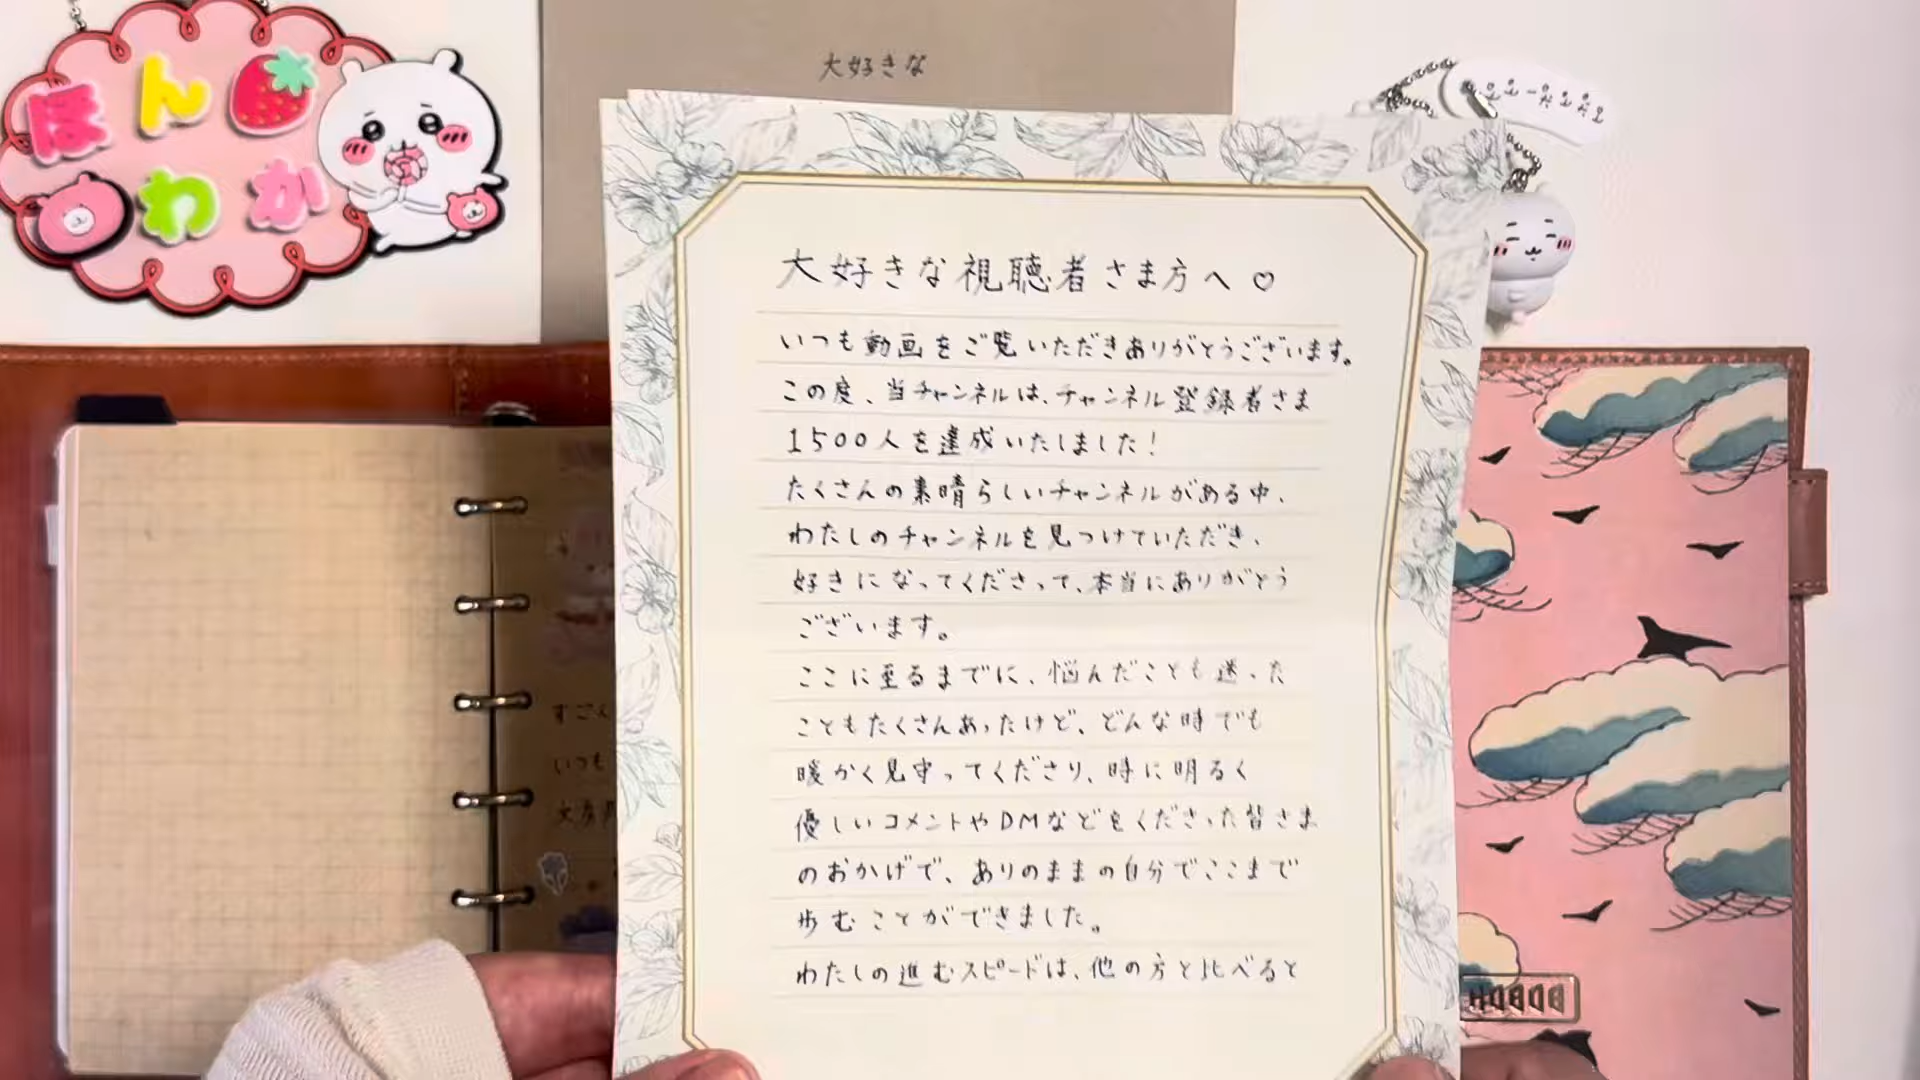 ほん
わか
大好きな
大好きな視聴者さま方へ♡
いつも動画をご覧いただきありがとうございます。
この度、当チャンネルは、チャンネル登録者さま
1500人を達成いたしました！
たくさんの素晴らしいチャンネルがある中、
わたしのチャンネルを見つけていただき、
好きになってくださって、本当にありがとう
ございます。
ここに至るまでに、悩んだことも迷った
こともたくさんあったけど、どんな時でも
暖かく見守ってくださり、時に明るく
優しいコメントやDMなどをくださった皆さま
のおかげで、ありのままの自分でここまで
歩むことができました。
わたしの進むスピードは、他の方と比べると
すごく
いつも